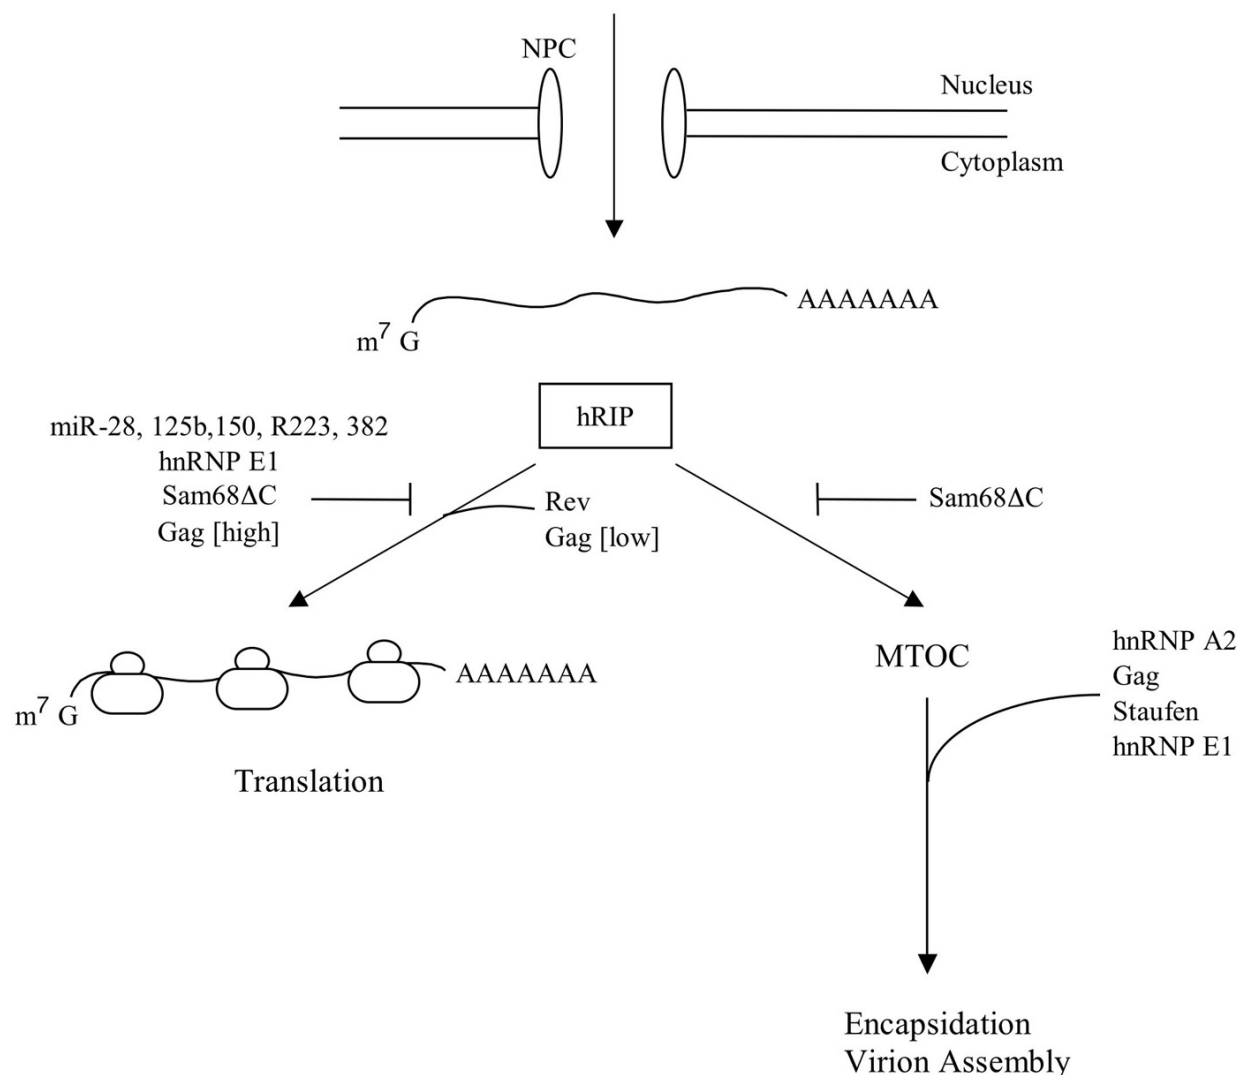 NPC
Nucleus
Cytoplasm
AAAAAAA
m⁷ G
hRIP
miR-28, 125b,150, R223, 382
hnRNP E1
Sam68ΔC
Gag [high]
Rev
Gag [low]
Sam68ΔC
AAAAAAA
m⁷ G
Translation
MTOC
hnRNP A2
Gag
Staufen
hnRNP E1
Encapsidation
Virion Assembly